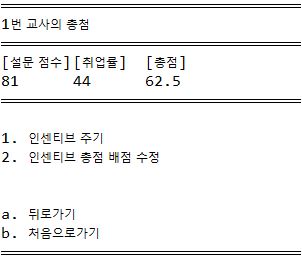 1번 교사의 총첨
[설문 점수][취업률] [총점]
81 44 62.5
1. 인센티브 주기
2. 인센티브 총점 배점 수정
a. 뒤로가기
b. 처음으로가기